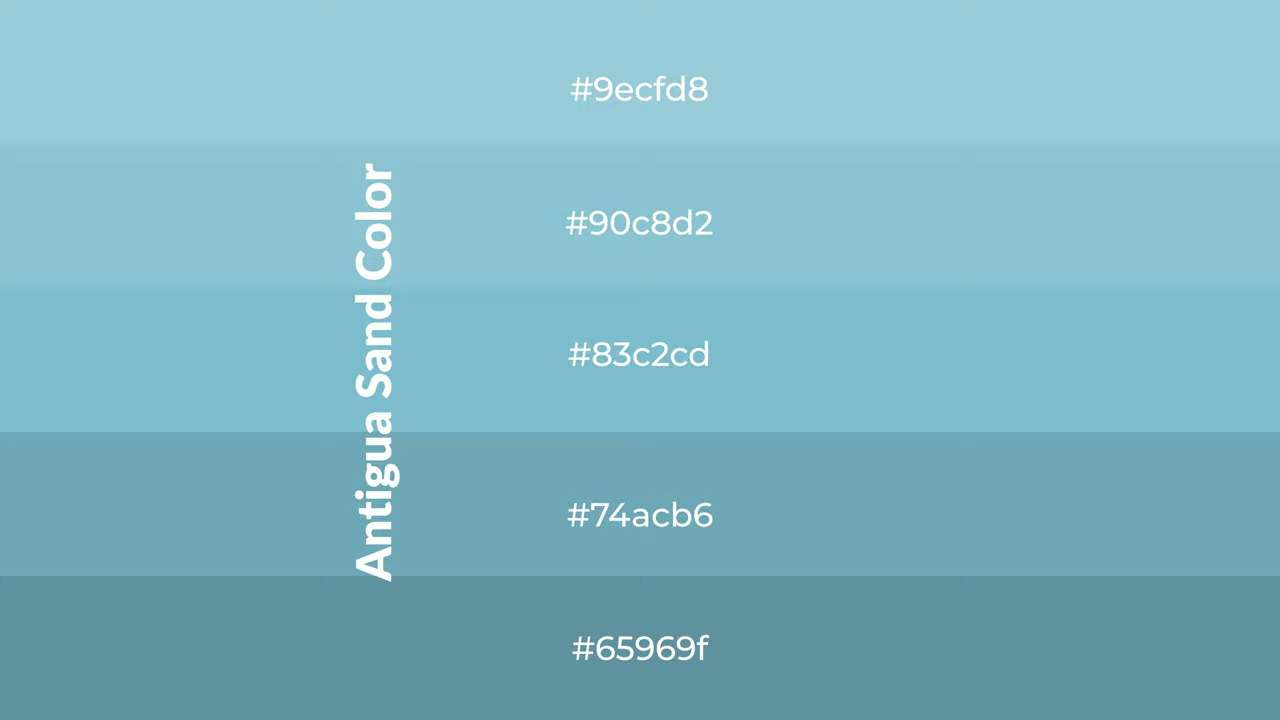 Antigua Sand Color
#9ecfd8
#90c8d2
#83c2cd
#74acb6
#65969f